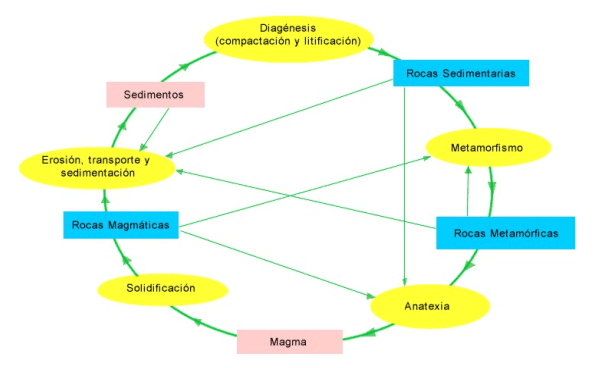 Diagénesis
(compactación y litificación)
Rocas Sedimentarias
Sedimentos
Metamorfismo
Erosión, transporte y
sedimentación
Rocas Magmáticas
Rocas Metamórficas
Solidificación
Anatexia
Magma